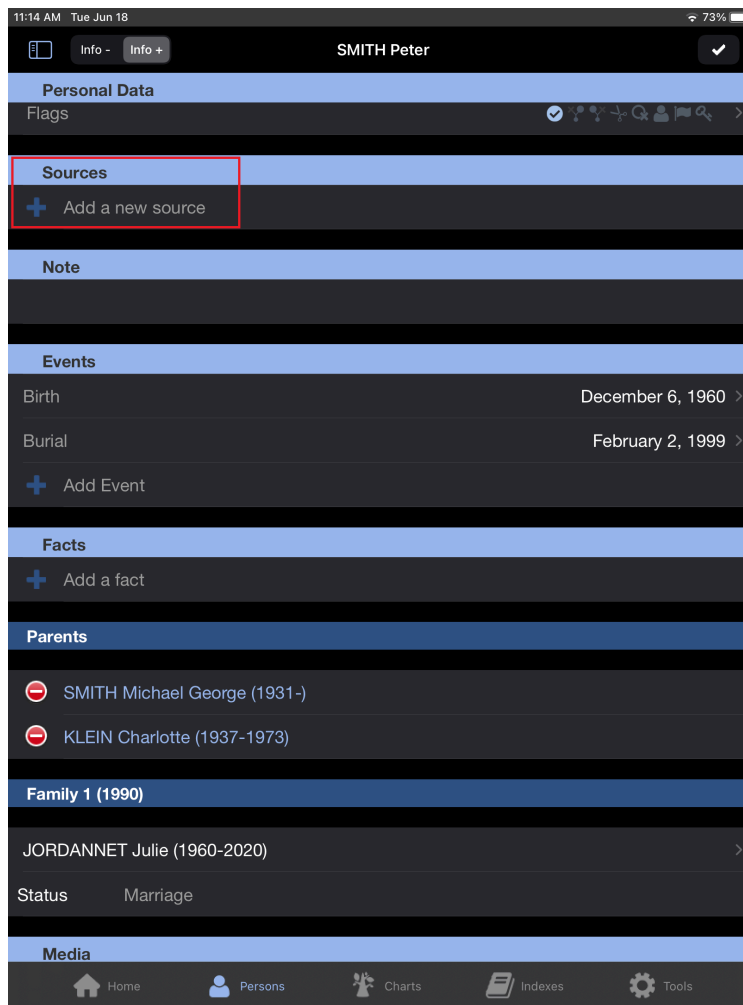 11:14 AM Tue Jun 18 73%
Info - Info + SMITH Peter
Personal Data
Flags
Sources
Add a new source
Note
Events
Birth December 6, 1960
Burial February 2, 1999
Add Event
Facts
Add a fact
Parents
SMITH Michael George (1931-)
KLEIN Charlotte (1937-1973)
Family 1 (1990)
JORDANNET Julie (1960-2020)
Status Marriage
Media
Home Persons Charts Indexes Tools